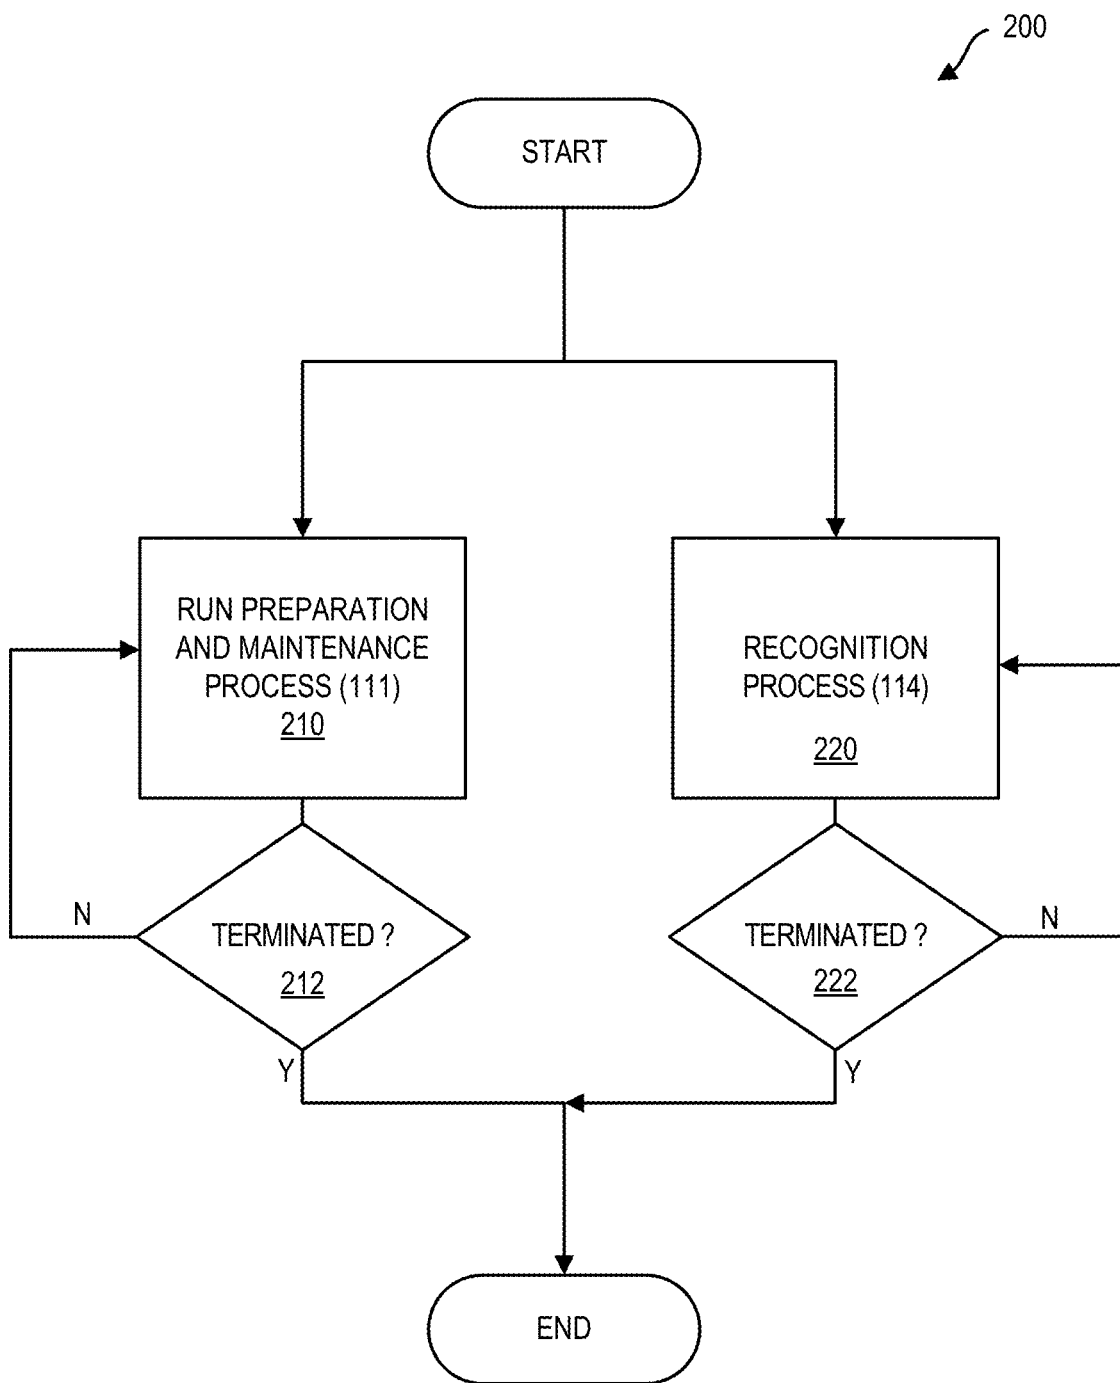 200
START
RUN PREPARATION
AND MAINTENANCE
PROCESS (111)
210
RECOGNITION
PROCESS (114)
220
N
TERMINATED ?
212
Y
TERMINATED ?
222
N
Y
END